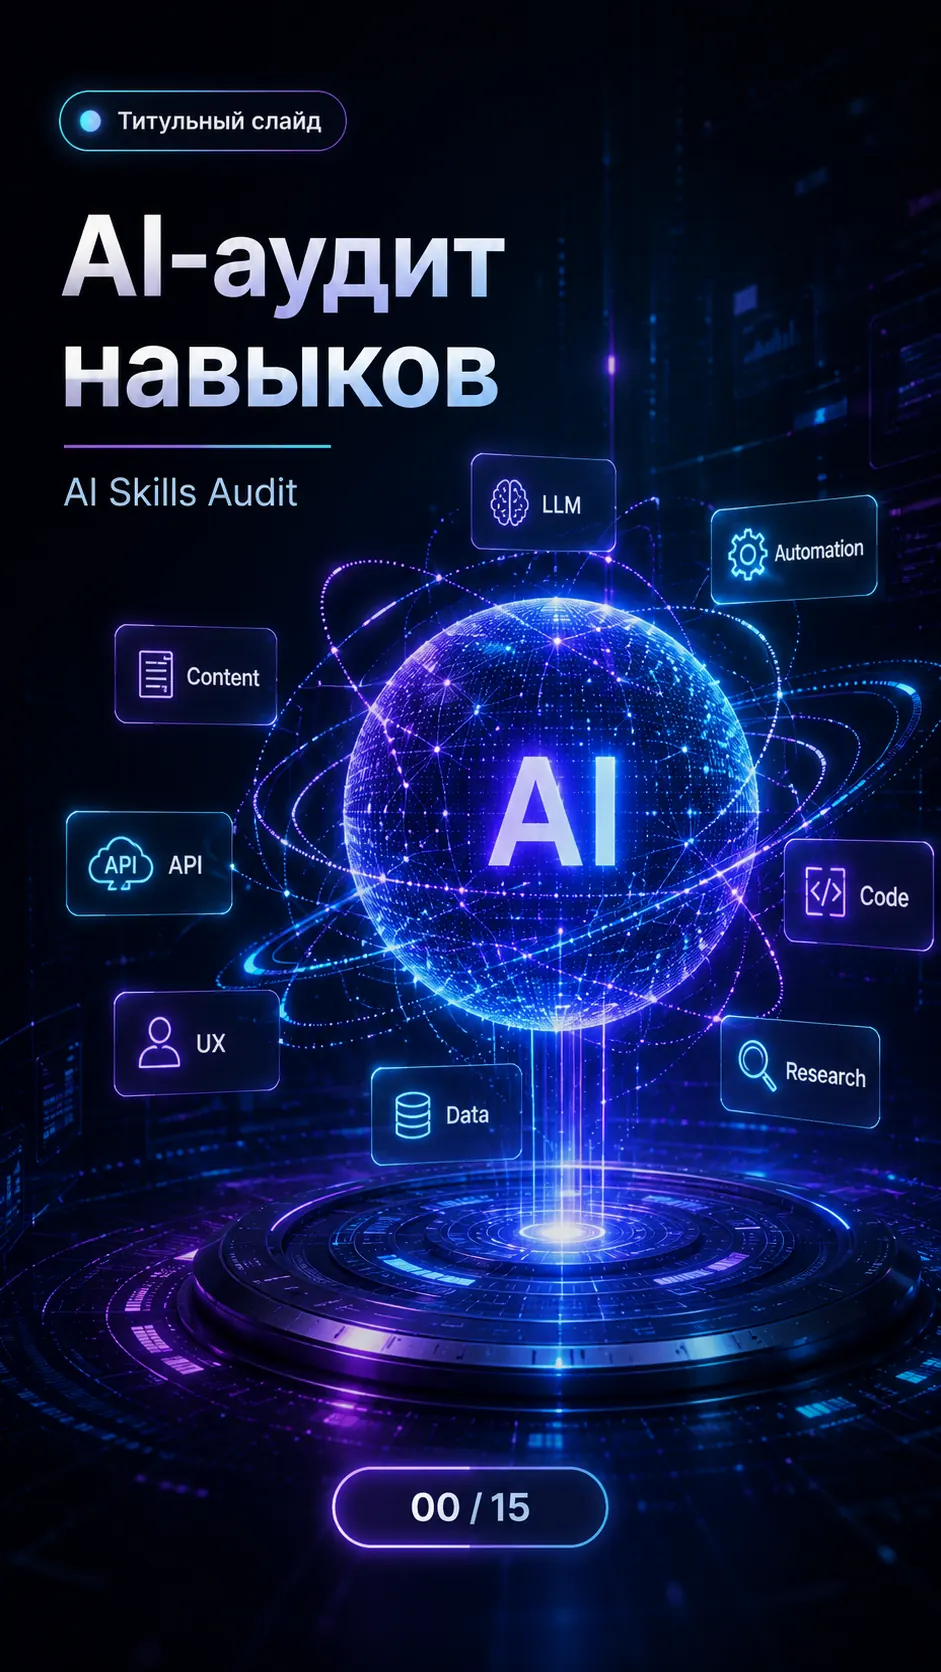 Титульный слайд
AI-аудит
навыков
AI Skills Audit
LLM
Automation
Content
AI
API
API
Code
UX
Research
Data
00 / 15